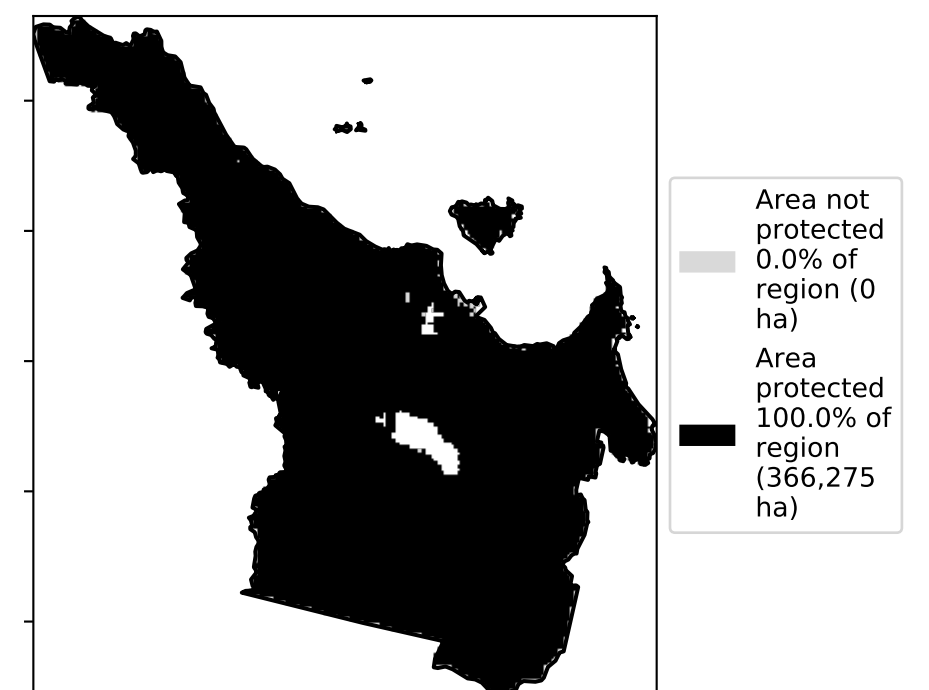 Area not
protected
0.0% of
region (0
ha)
Area
protected
100.0% of
region
(366,275
ha)